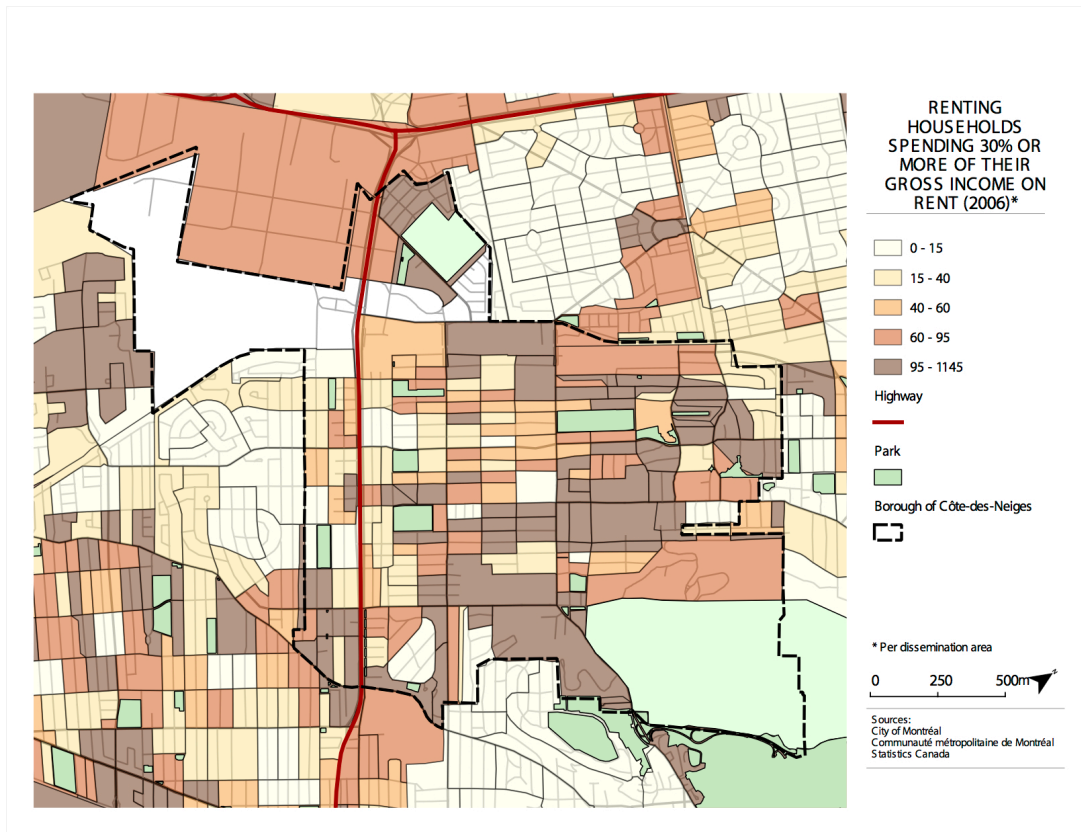 RENTING
HOUSEHOLDS
SPENDING 30% OR
MORE OF THEIR
GROSS INCOME ON
RENT (2006)*
0 - 15
15 - 40
40 - 60
60 - 95
95 - 1145
Highway
Park
Borough of Côte-des-Neiges
* Per dissemination area
0 250 500m
N
Sources:
City of Montréal
Communauté métropolitaine de Montréal
Statistics Canada